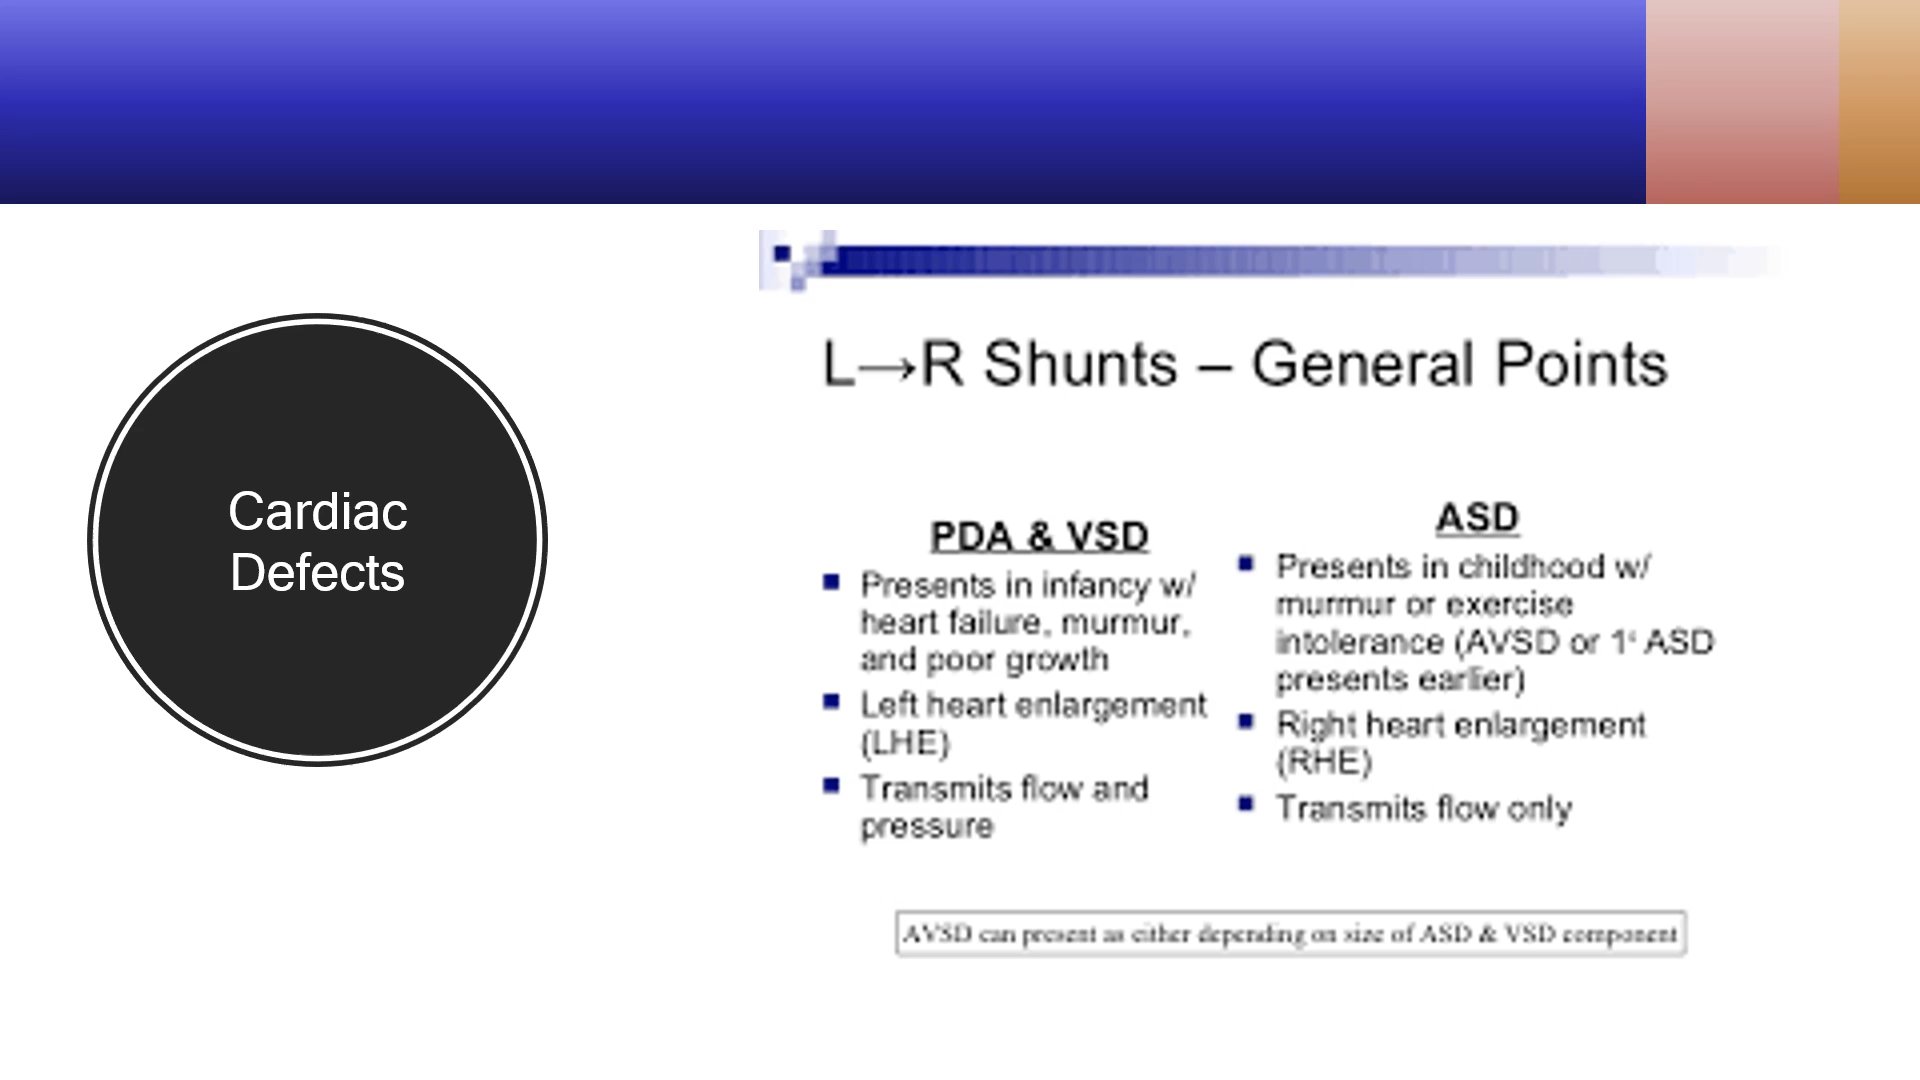 Cardiac
Defects
L→R Shunts – General Points
PDA & VSD
Presents in infancy w/
heart failure, murmur,
and poor growth
Left heart enlargement
(LHE)
Transmits flow and
pressure
ASD
Presents in childhood w/
murmur or exercise
intolerance (AVSD or 1° ASD
presents earlier)
Right heart enlargement
(RHE)
Transmits flow only
AVSD can present as either depending on size of ASD & VSD component